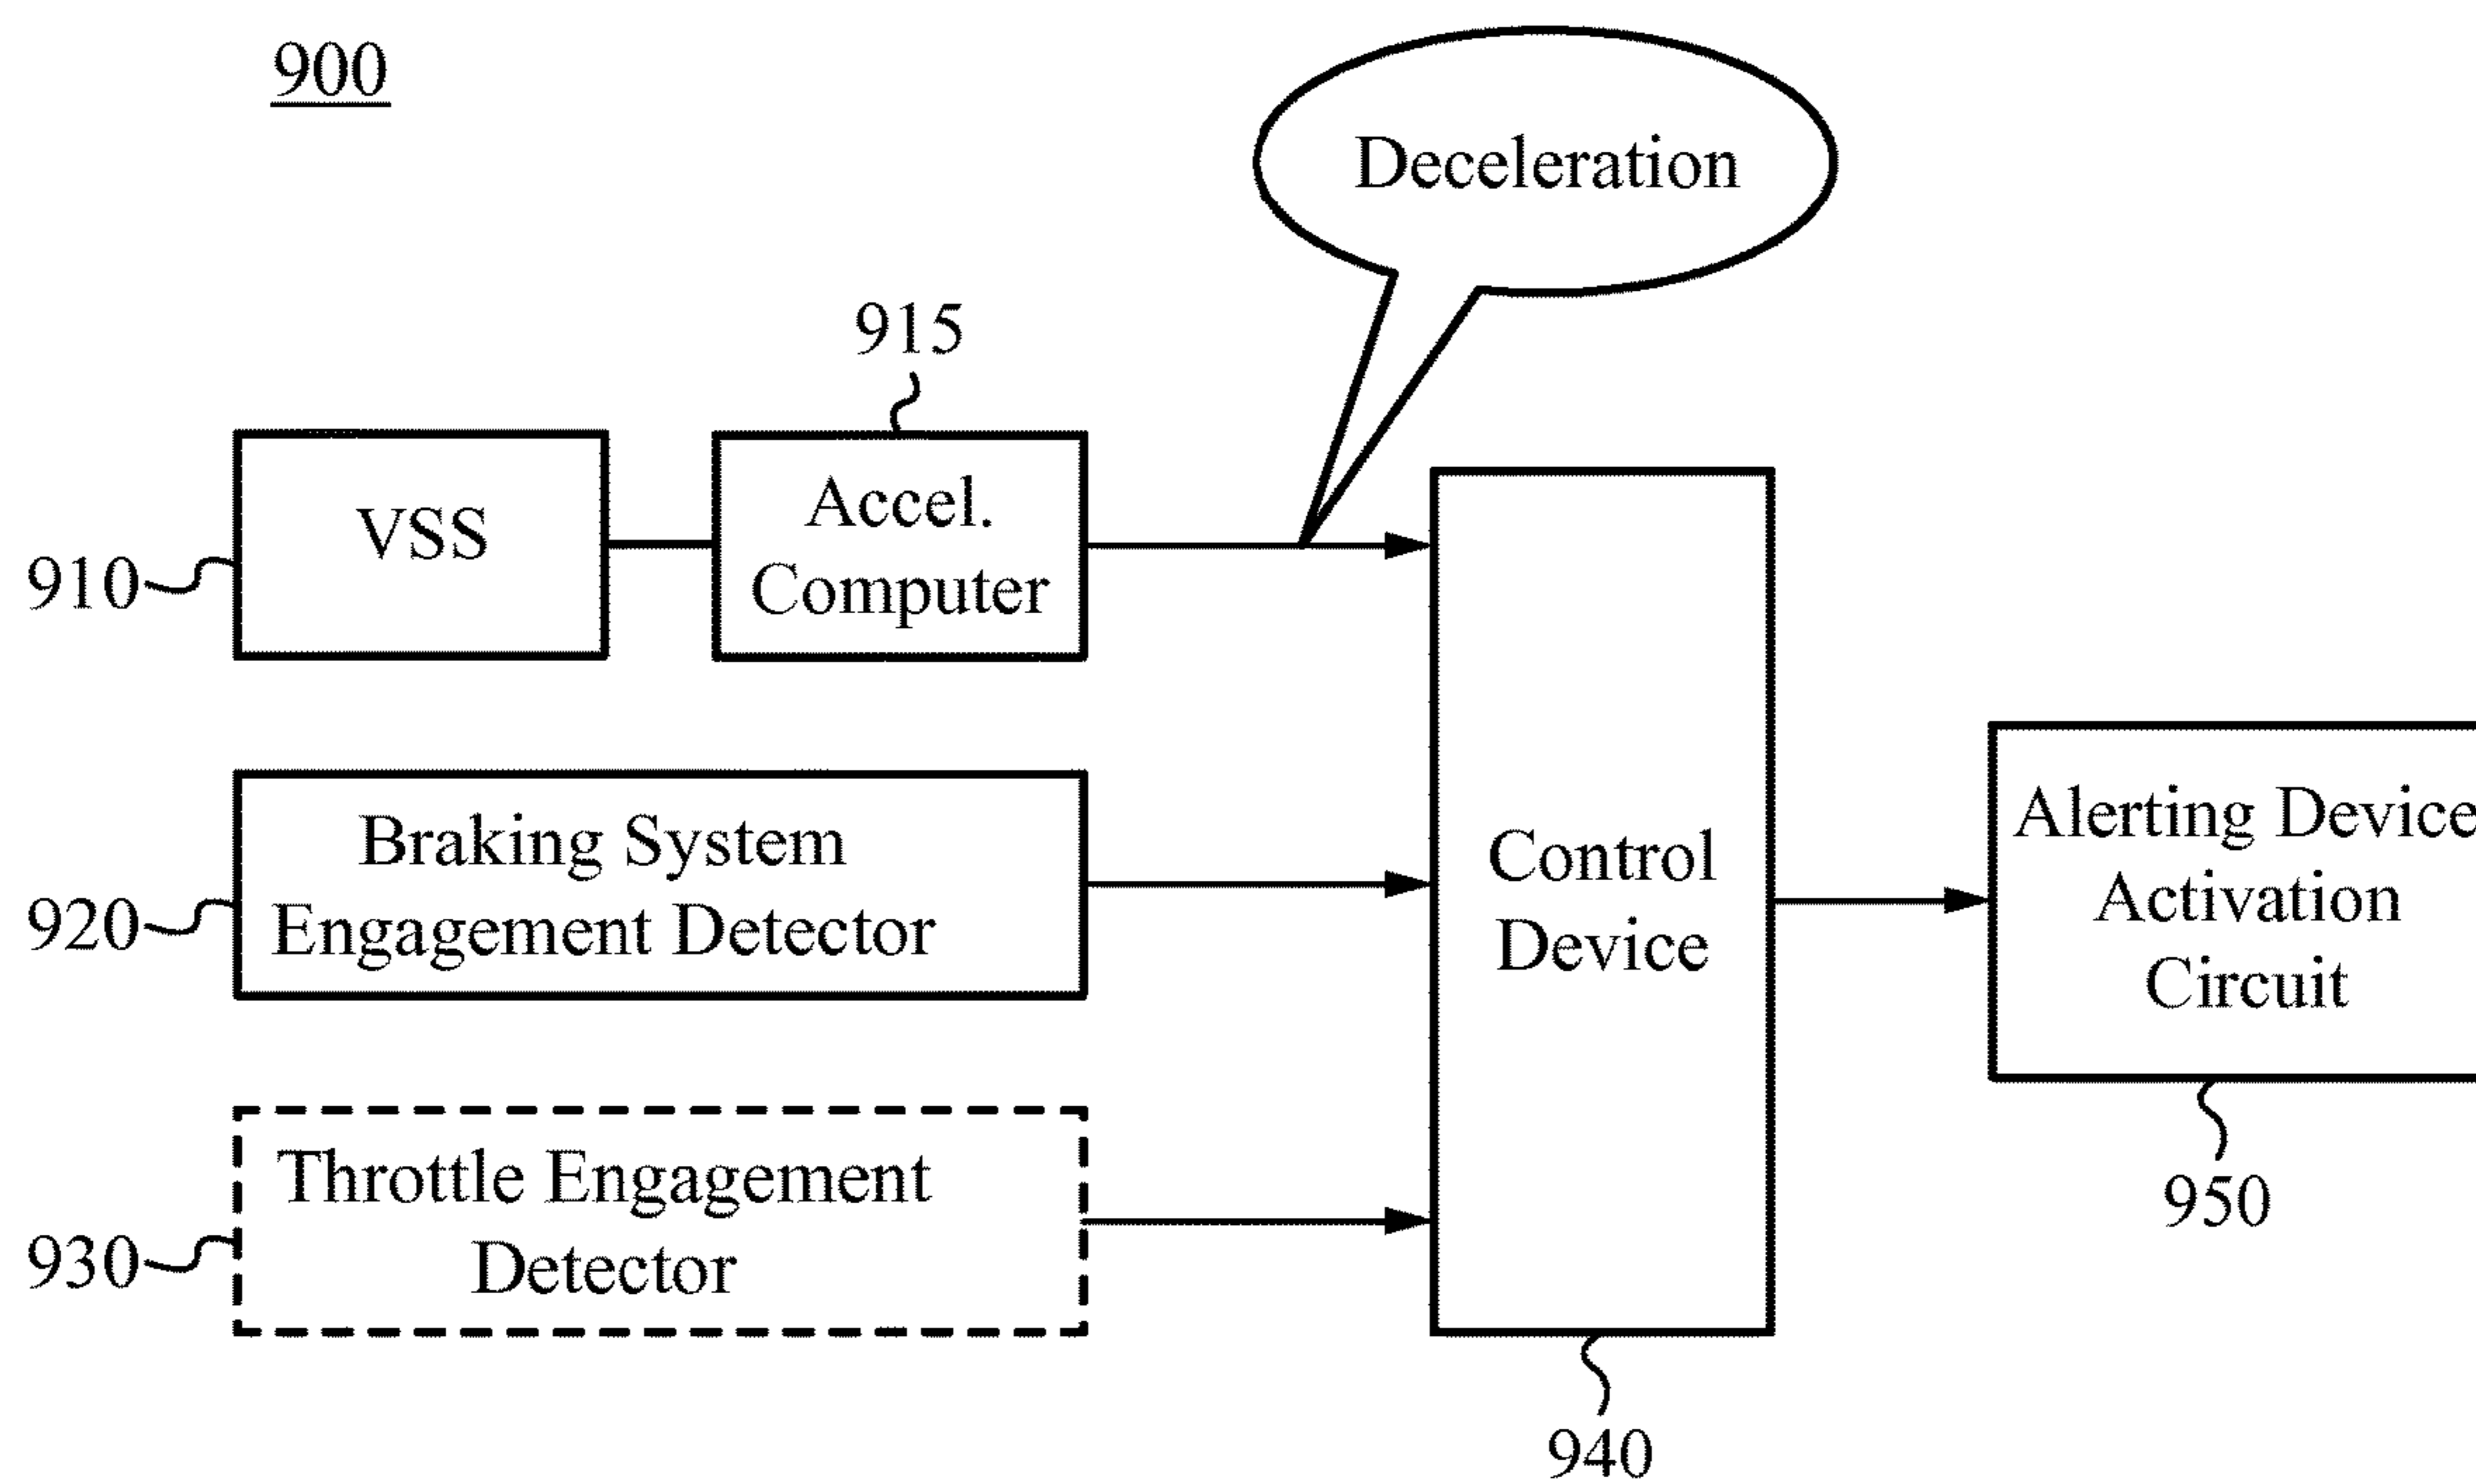 900
Deceleration
915
VSS
Accel.
Computer
910
Braking System
Engagement Detector
920
Control
Device
Alerting Device
Activation
Circuit
Throttle Engagement
Detector
930
950
940